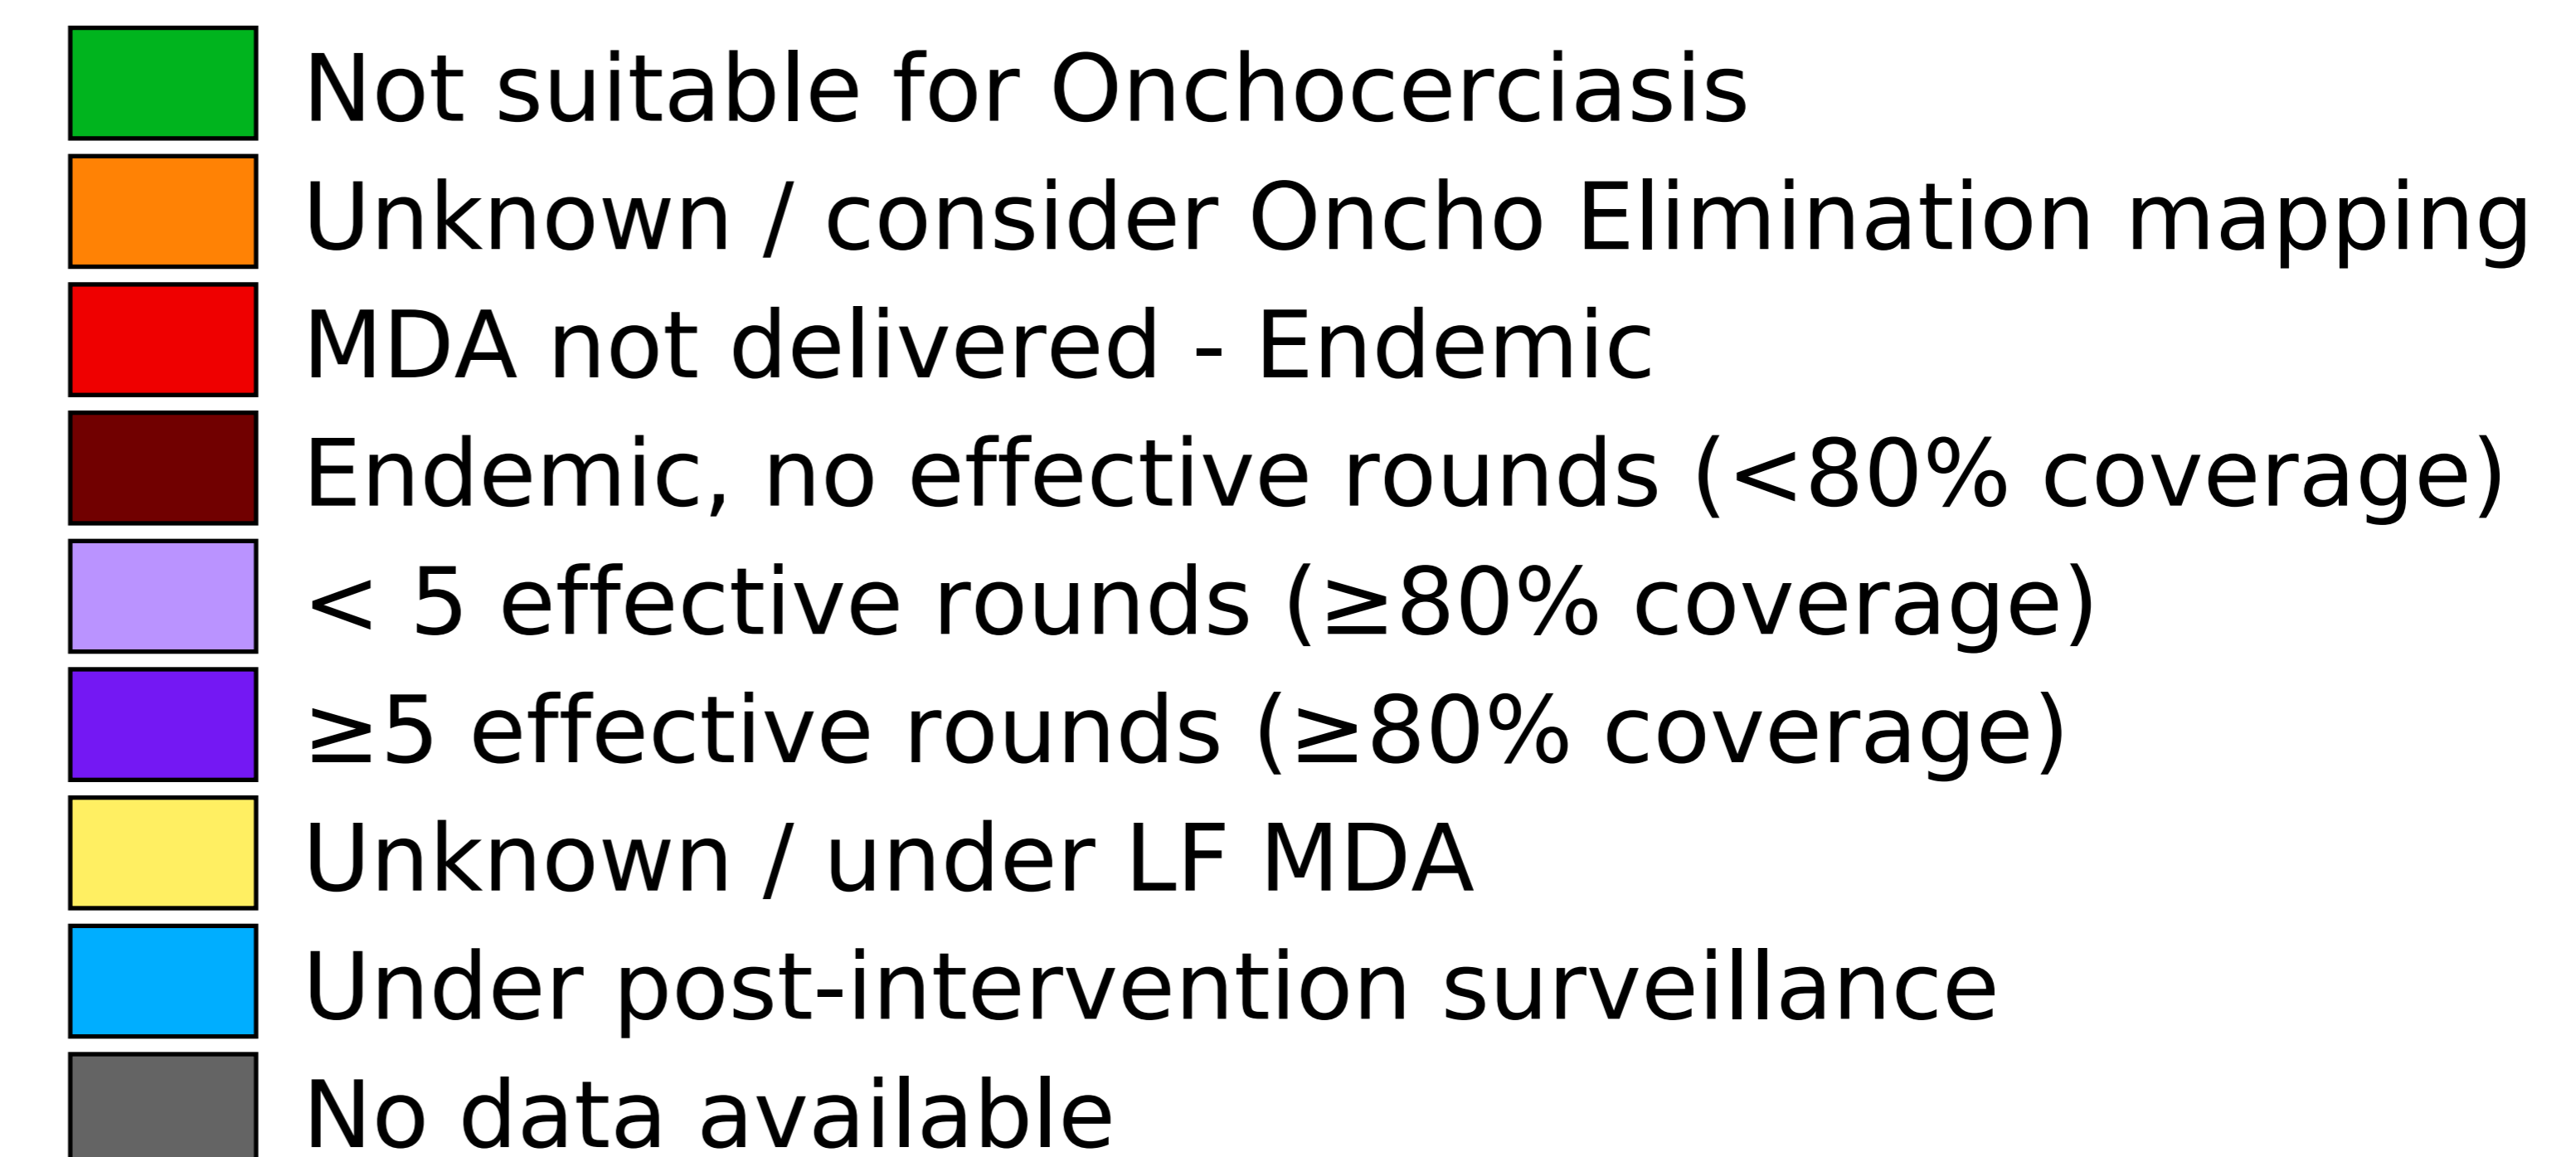 Not suitable for Onchocerciasis
Unknown / consider Oncho Elimination mapping
MDA not delivered - Endemic
Endemic, no effective rounds (<80% coverage)
< 5 effective rounds (≥80% coverage)
≥5 effective rounds (≥80% coverage)
Unknown / under LF MDA
Under post-intervention surveillance
No data available